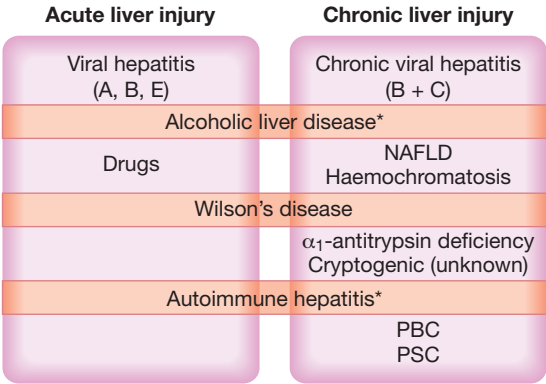 Acute liver injury
Chronic liver injury
Viral hepatitis
(A, B, E)
Chronic viral hepatitis
(B + C)
Alcoholic liver disease*
Drugs
NAFLD
Haemochromatosis
Wilson's disease
α₁-antitrypsin deficiency
Cryptogenic (unknown)
Autoimmune hepatitis*
PBC
PSC